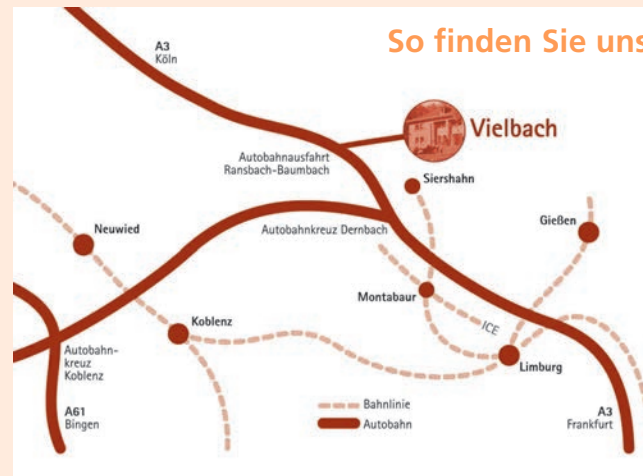 So finden Sie uns
A3
Köln
Vielbach
Autobahnausfahrt
Ransbach-Baumbach
Siershahn
Neuwied
Autobahnkreuz Dernbach
Gießen
Montabaur
Koblenz
ICE
Autobahn-
kreuz
Koblenz
Limburg
A61
Bingen
Bahnlinie
Autobahn
A3
Frankfurt